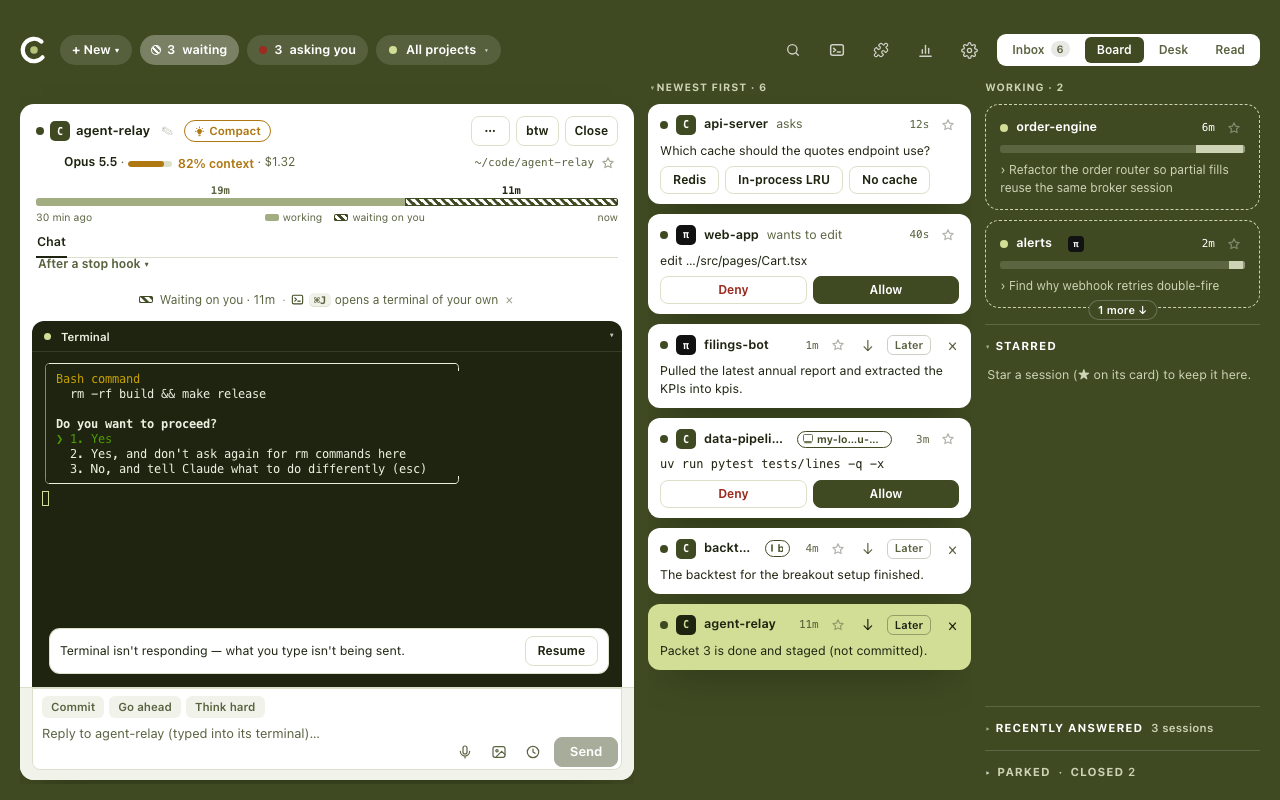 + New ▾
3 waiting
3 asking you
All projects
Inbox 6
Board
Desk
Read
C agent-relay
Compact
···
btw
Close
Opus 5.5 · 82% context · $1.32
~/code/agent-relay
19m
11m
30 min ago
working
waiting on you
now
Chat
After a stop hook ▾
Waiting on you · 11m · ⌘J opens a terminal of your own ×
Terminal
Bash command
rm -rf build && make release
Do you want to proceed?
❯ 1. Yes
2. Yes, and don't ask again for rm commands here
3. No, and tell Claude what to do differently (esc)
Terminal isn't responding — what you type isn't being sent.
Resume
Commit
Go ahead
Think hard
Reply to agent-relay (typed into its terminal)…
Send
NEWEST FIRST · 6
C api-server asks 12s
Which cache should the quotes endpoint use?
Redis
In-process LRU
No cache
π web-app wants to edit 40s
edit …/src/pages/Cart.tsx
Deny
Allow
π filings-bot 1m ↓ Later ×
Pulled the latest annual report and extracted the
KPIs into kpis.
C data-pipeli… my-lo…u-… 3m
uv run pytest tests/lines -q -x
Deny
Allow
C backt… 4m ↓ Later ×
The backtest for the breakout setup finished.
C agent-relay 11m ↓ Later ×
Packet 3 is done and staged (not committed).
WORKING · 2
order-engine 6m
› Refactor the order router so partial fills
reuse the same broker session
alerts π 2m
› Find why webhook retries double-fire
1 more ↓
STARRED
Star a session (★ on its card) to keep it here.
RECENTLY ANSWERED 3 sessions
PARKED · CLOSED 2